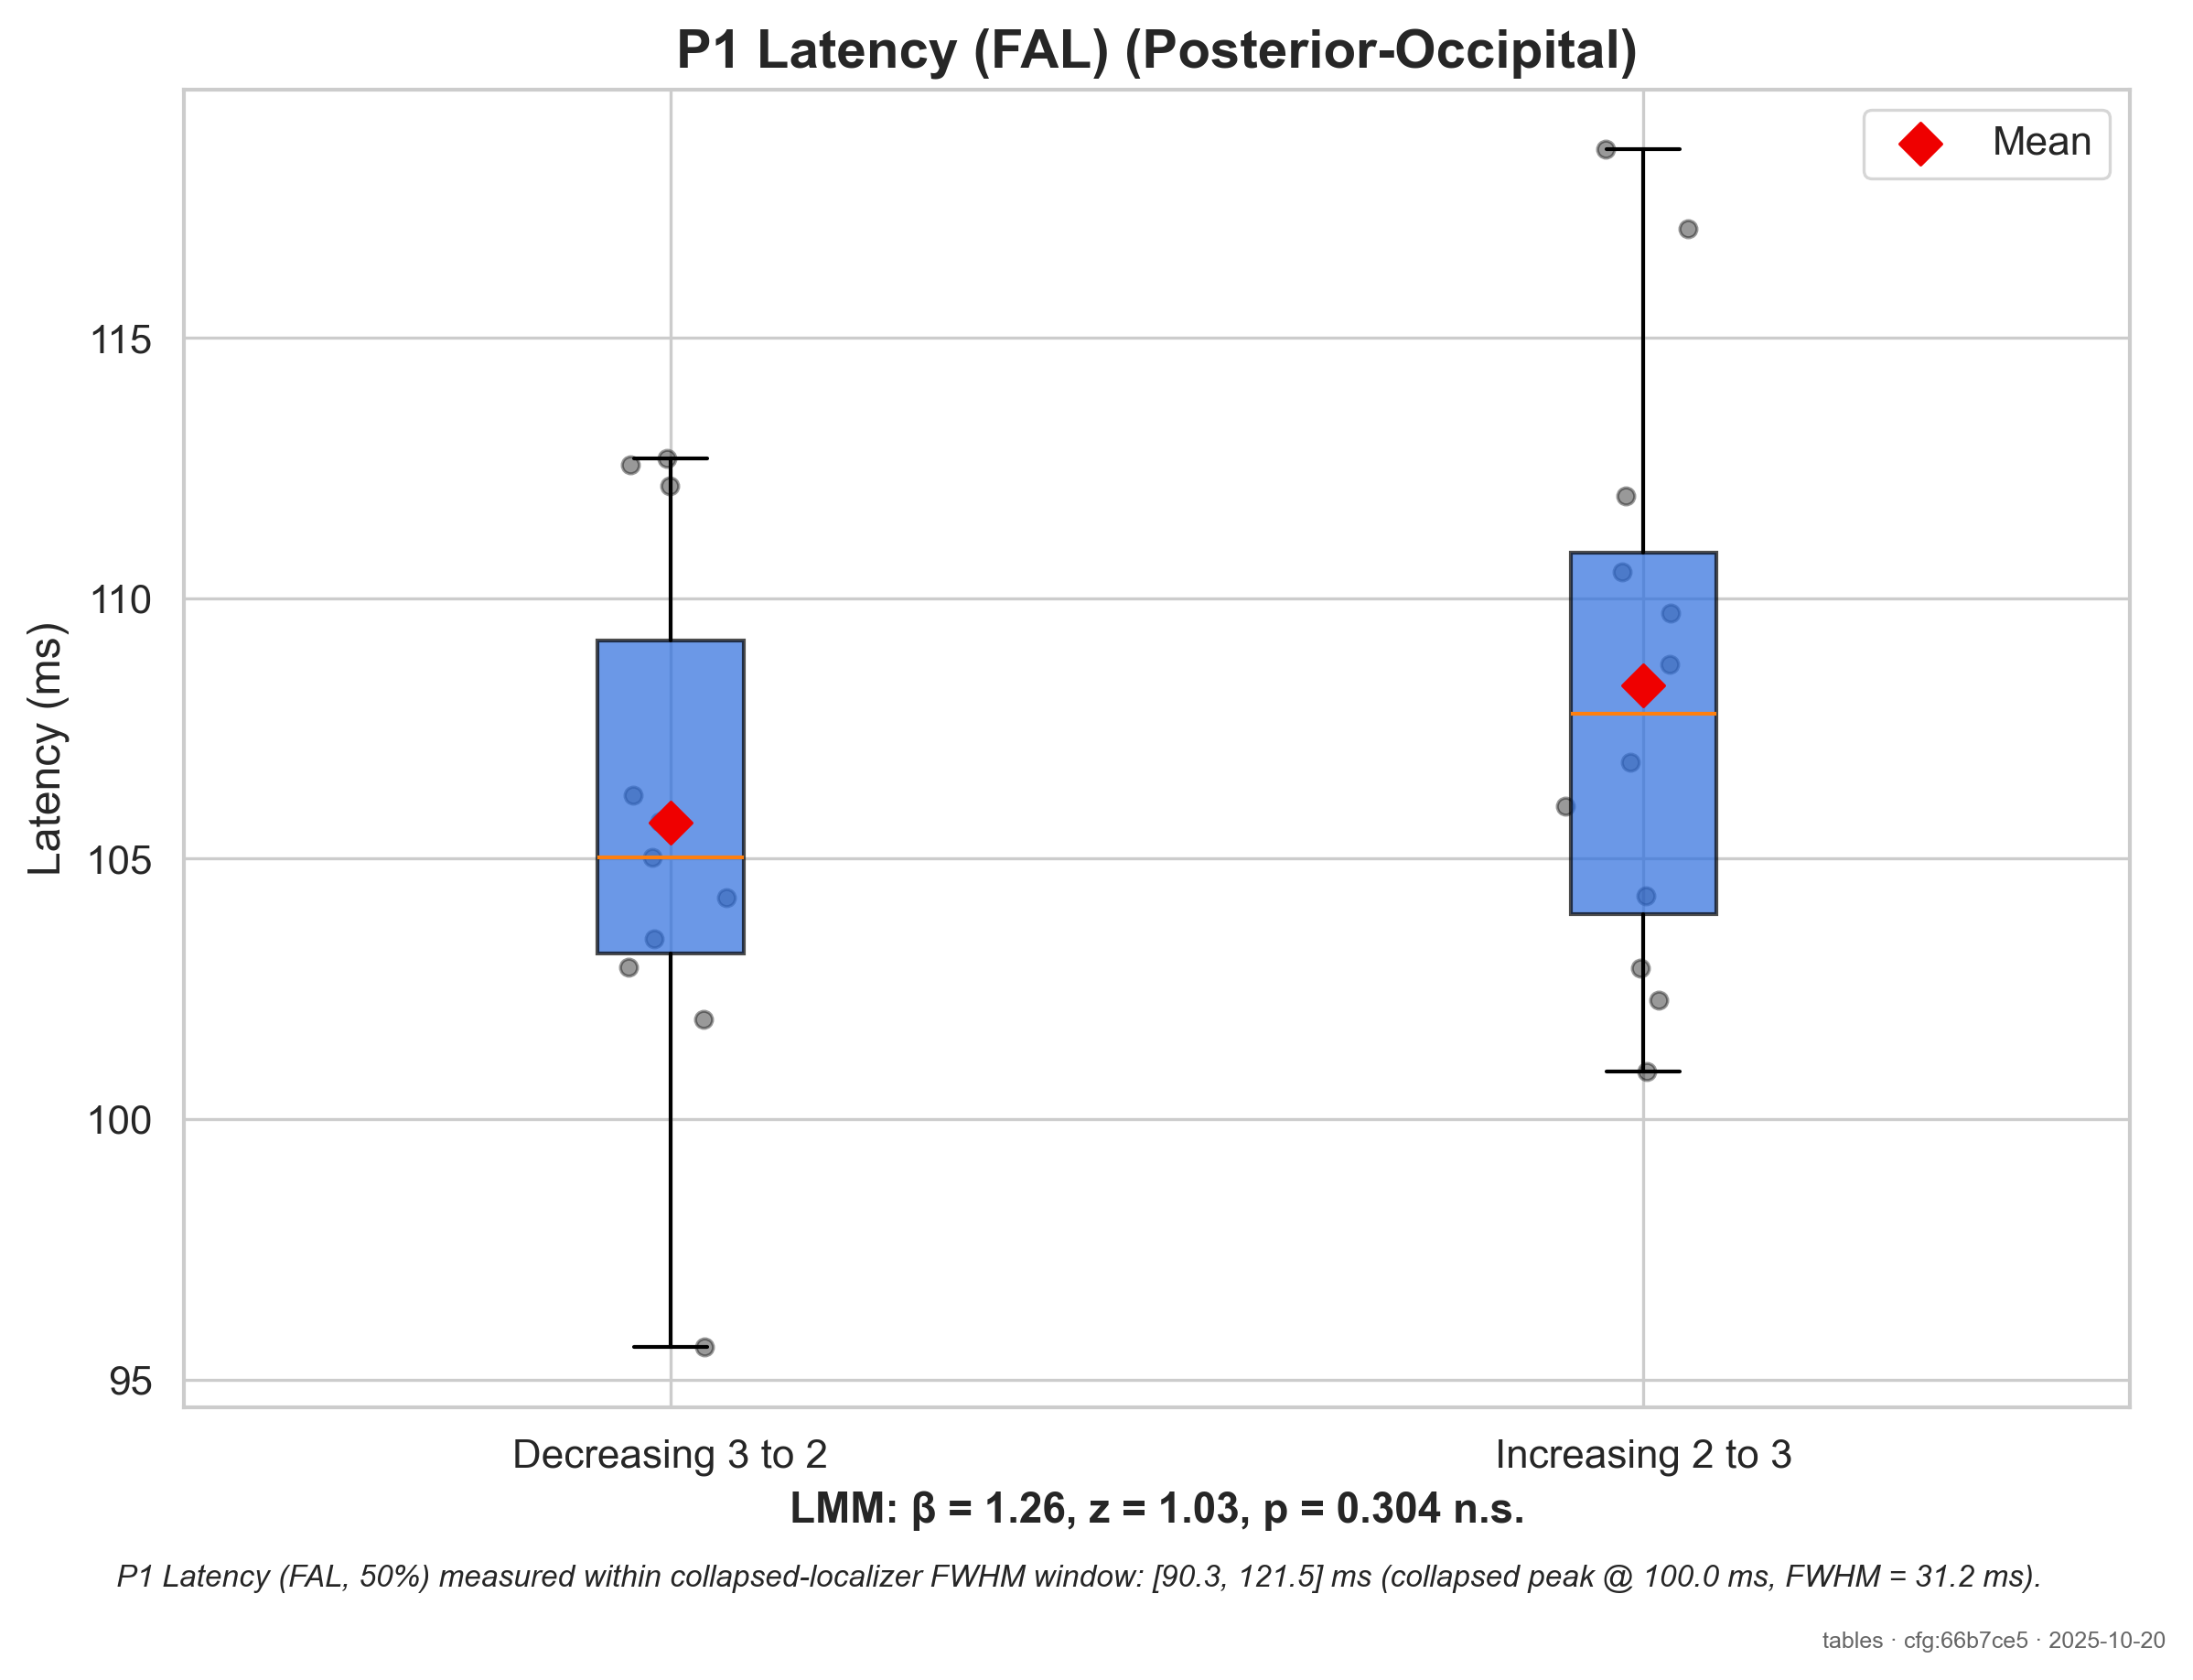 P1 Latency (FAL) (Posterior-Occipital)
Mean
Latency (ms)
115
110
105
100
95
Decreasing 3 to 2
Increasing 2 to 3
LMM: β = 1.26, z = 1.03, p = 0.304 n.s.
P1 Latency (FAL, 50%) measured within collapsed-localizer FWHM window: [90.3, 121.5] ms (collapsed peak @ 100.0 ms, FWHM = 31.2 ms).
tables · cfg:66b7ce5 · 2025-10-20